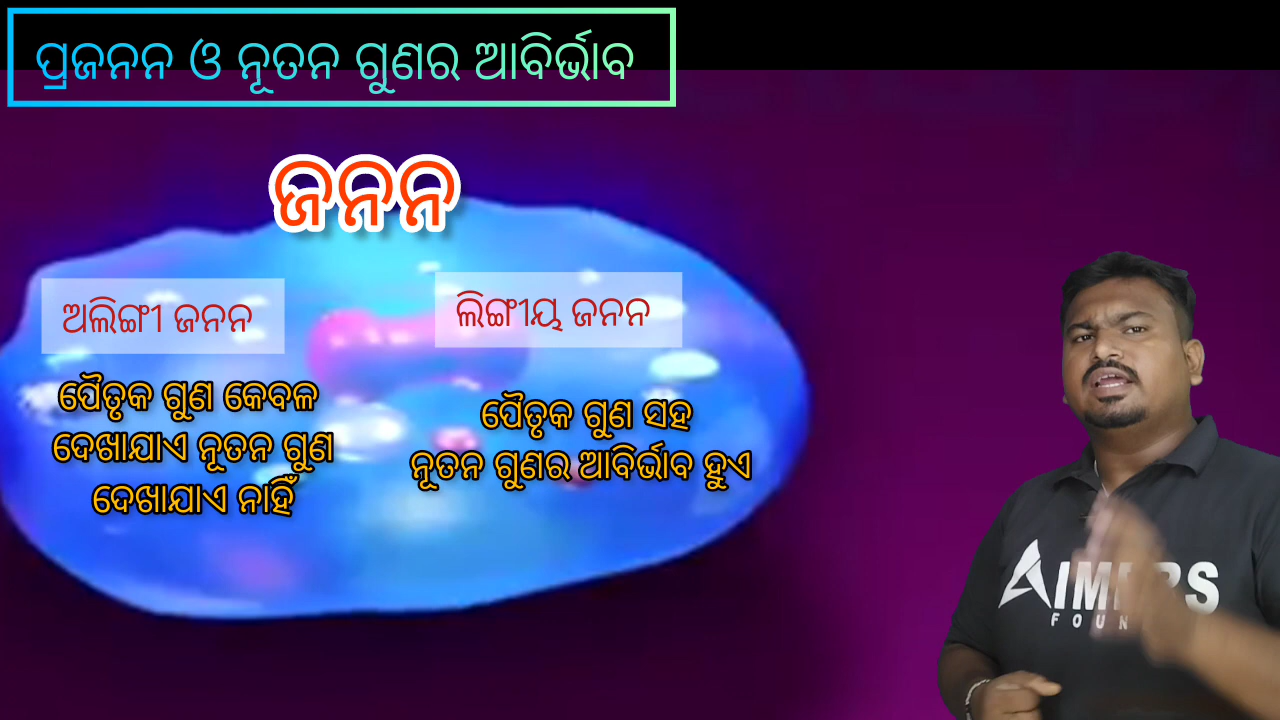 ପ୍ରଜନନ ଓ ନୂତନ ଗୁଣର ଆବିର୍ଭାବ
ଜନନ
ଅଲିଙ୍ଗୀ ଜନନ
ପୈତୃକ ଗୁଣ କେବଳ
ଦେଖାଯାଏ ନୂତନ ଗୁଣ
ଦେଖାଯାଏ ନାହିଁ
ଲିଙ୍ଗୀୟ ଜନନ
ପୈତୃକ ଗୁଣ ସହ
ନୂତନ ଗୁଣର ଆବିର୍ଭାବ ହୁଏ